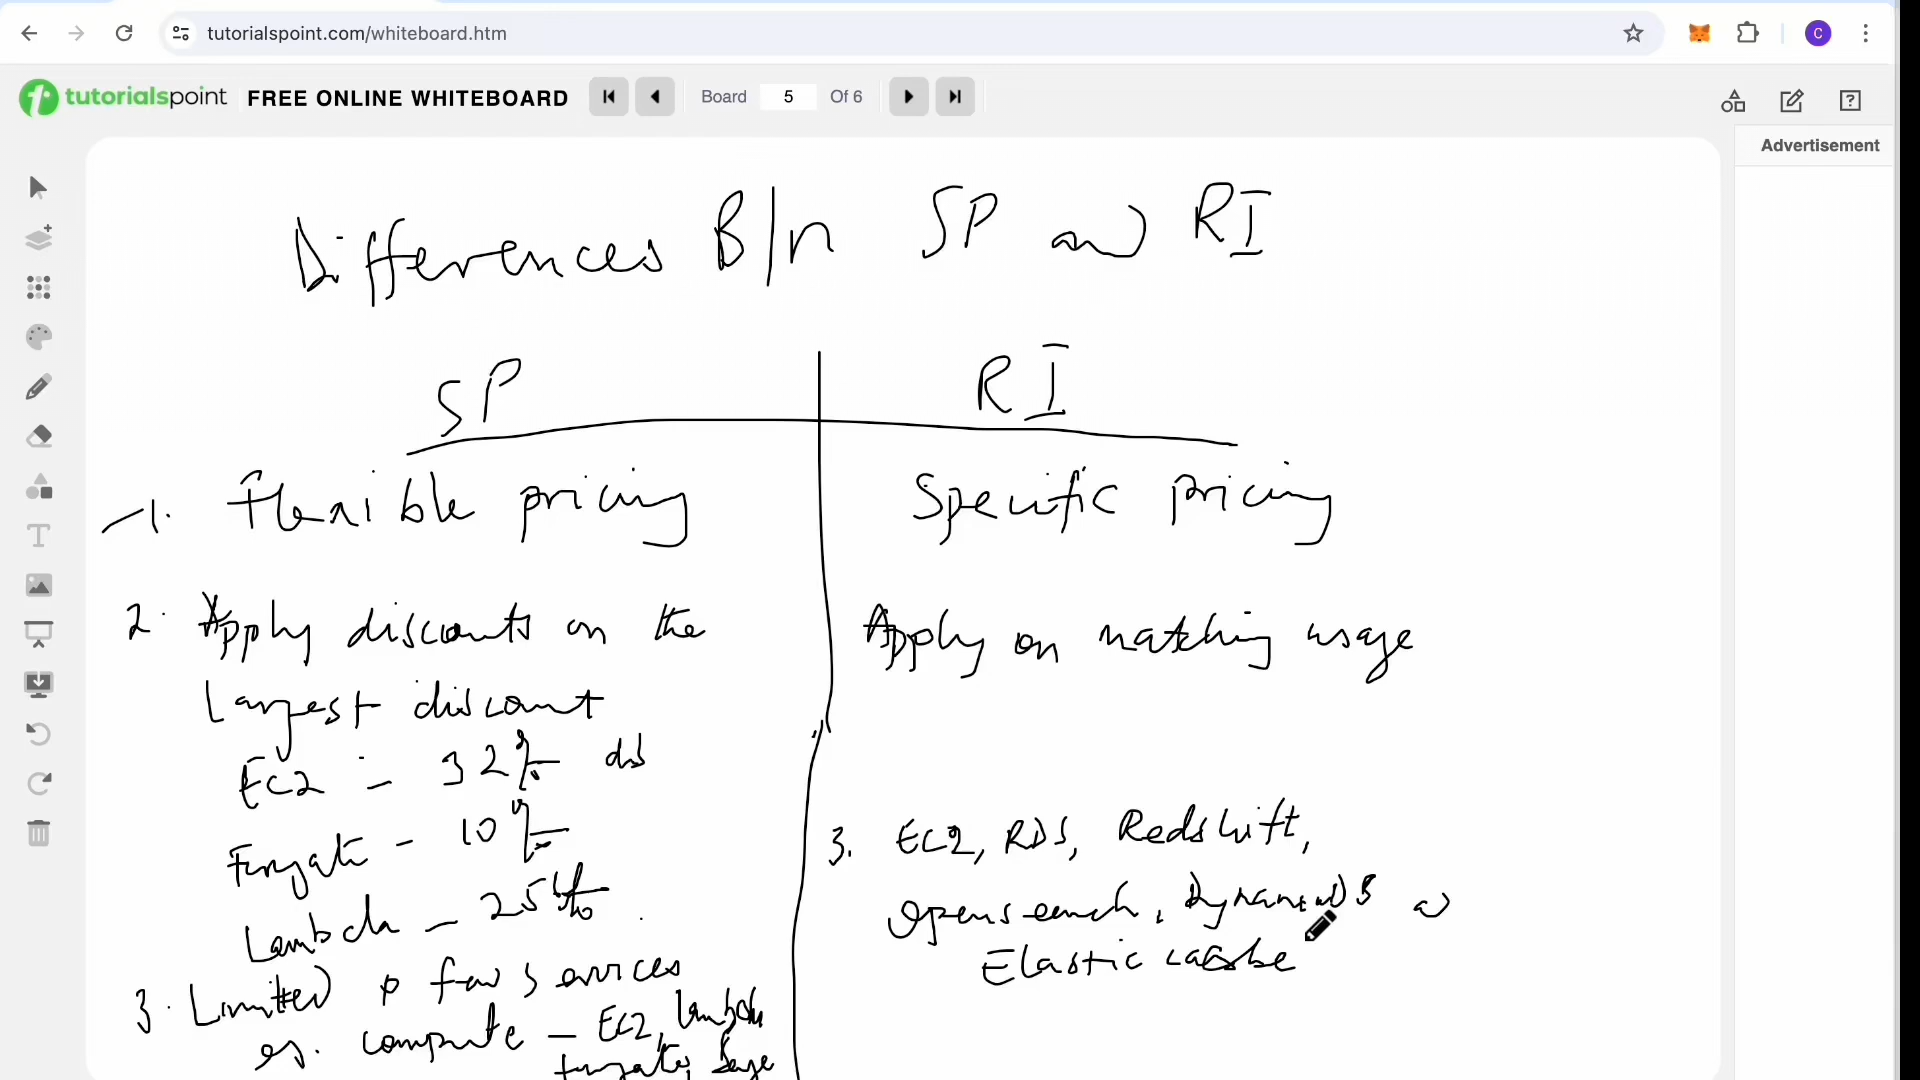 tutorialspoint.com/whiteboard.htm
C
tutorialspoint FREE ONLINE WHITEBOARD Board 5 Of 6
Advertisement
Differences B/n SP and RI
SP
RI
1. Flexible pricing
Specific pricing
2. Apply discounts on the
Largest discount
EC2 - 32% dis
Fargate - 10%
Lambda - 25%
Apply on matching usage
3. Limited to few services
eg. compute - EC2, lambda
fargate, Sage
3. EC2, RDS, Redshift,
Opensearch, DynamoDB and
Elastic cache